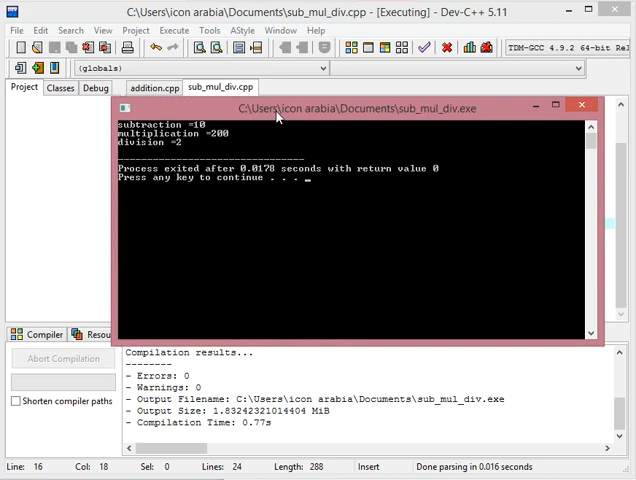 C:\Users\icon arabia\Documents\sub_mul_div.cpp - [Executing] - Dev-C++ 5.11
File Edit Search View Project Execute Tools AStyle Window Help
TDM-GCC 4.9.2 64-bit Rel
(globals)
Project Classes Debug
addition.cpp sub_mul_div.cpp
C:\Users\icon arabia\Documents\sub_mul_div.exe
subtraction =10
multiplication =200
division =2
--------------------------------
Process exited after 0.0178 seconds with return value 0
Press any key to continue . . . _
Compiler Resou
Abort Compilation
Shorten compiler paths
Compilation results...
--------
- Errors: 0
- Warnings: 0
- Output Filename: C:\Users\icon arabia\Documents\sub_mul_div.exe
- Output Size: 1.83242321014404 MiB
- Compilation Time: 0.77s
Line: 16 Col: 18 Sel: 0 Lines: 24 Length: 288 Insert Done parsing in 0.016 seconds